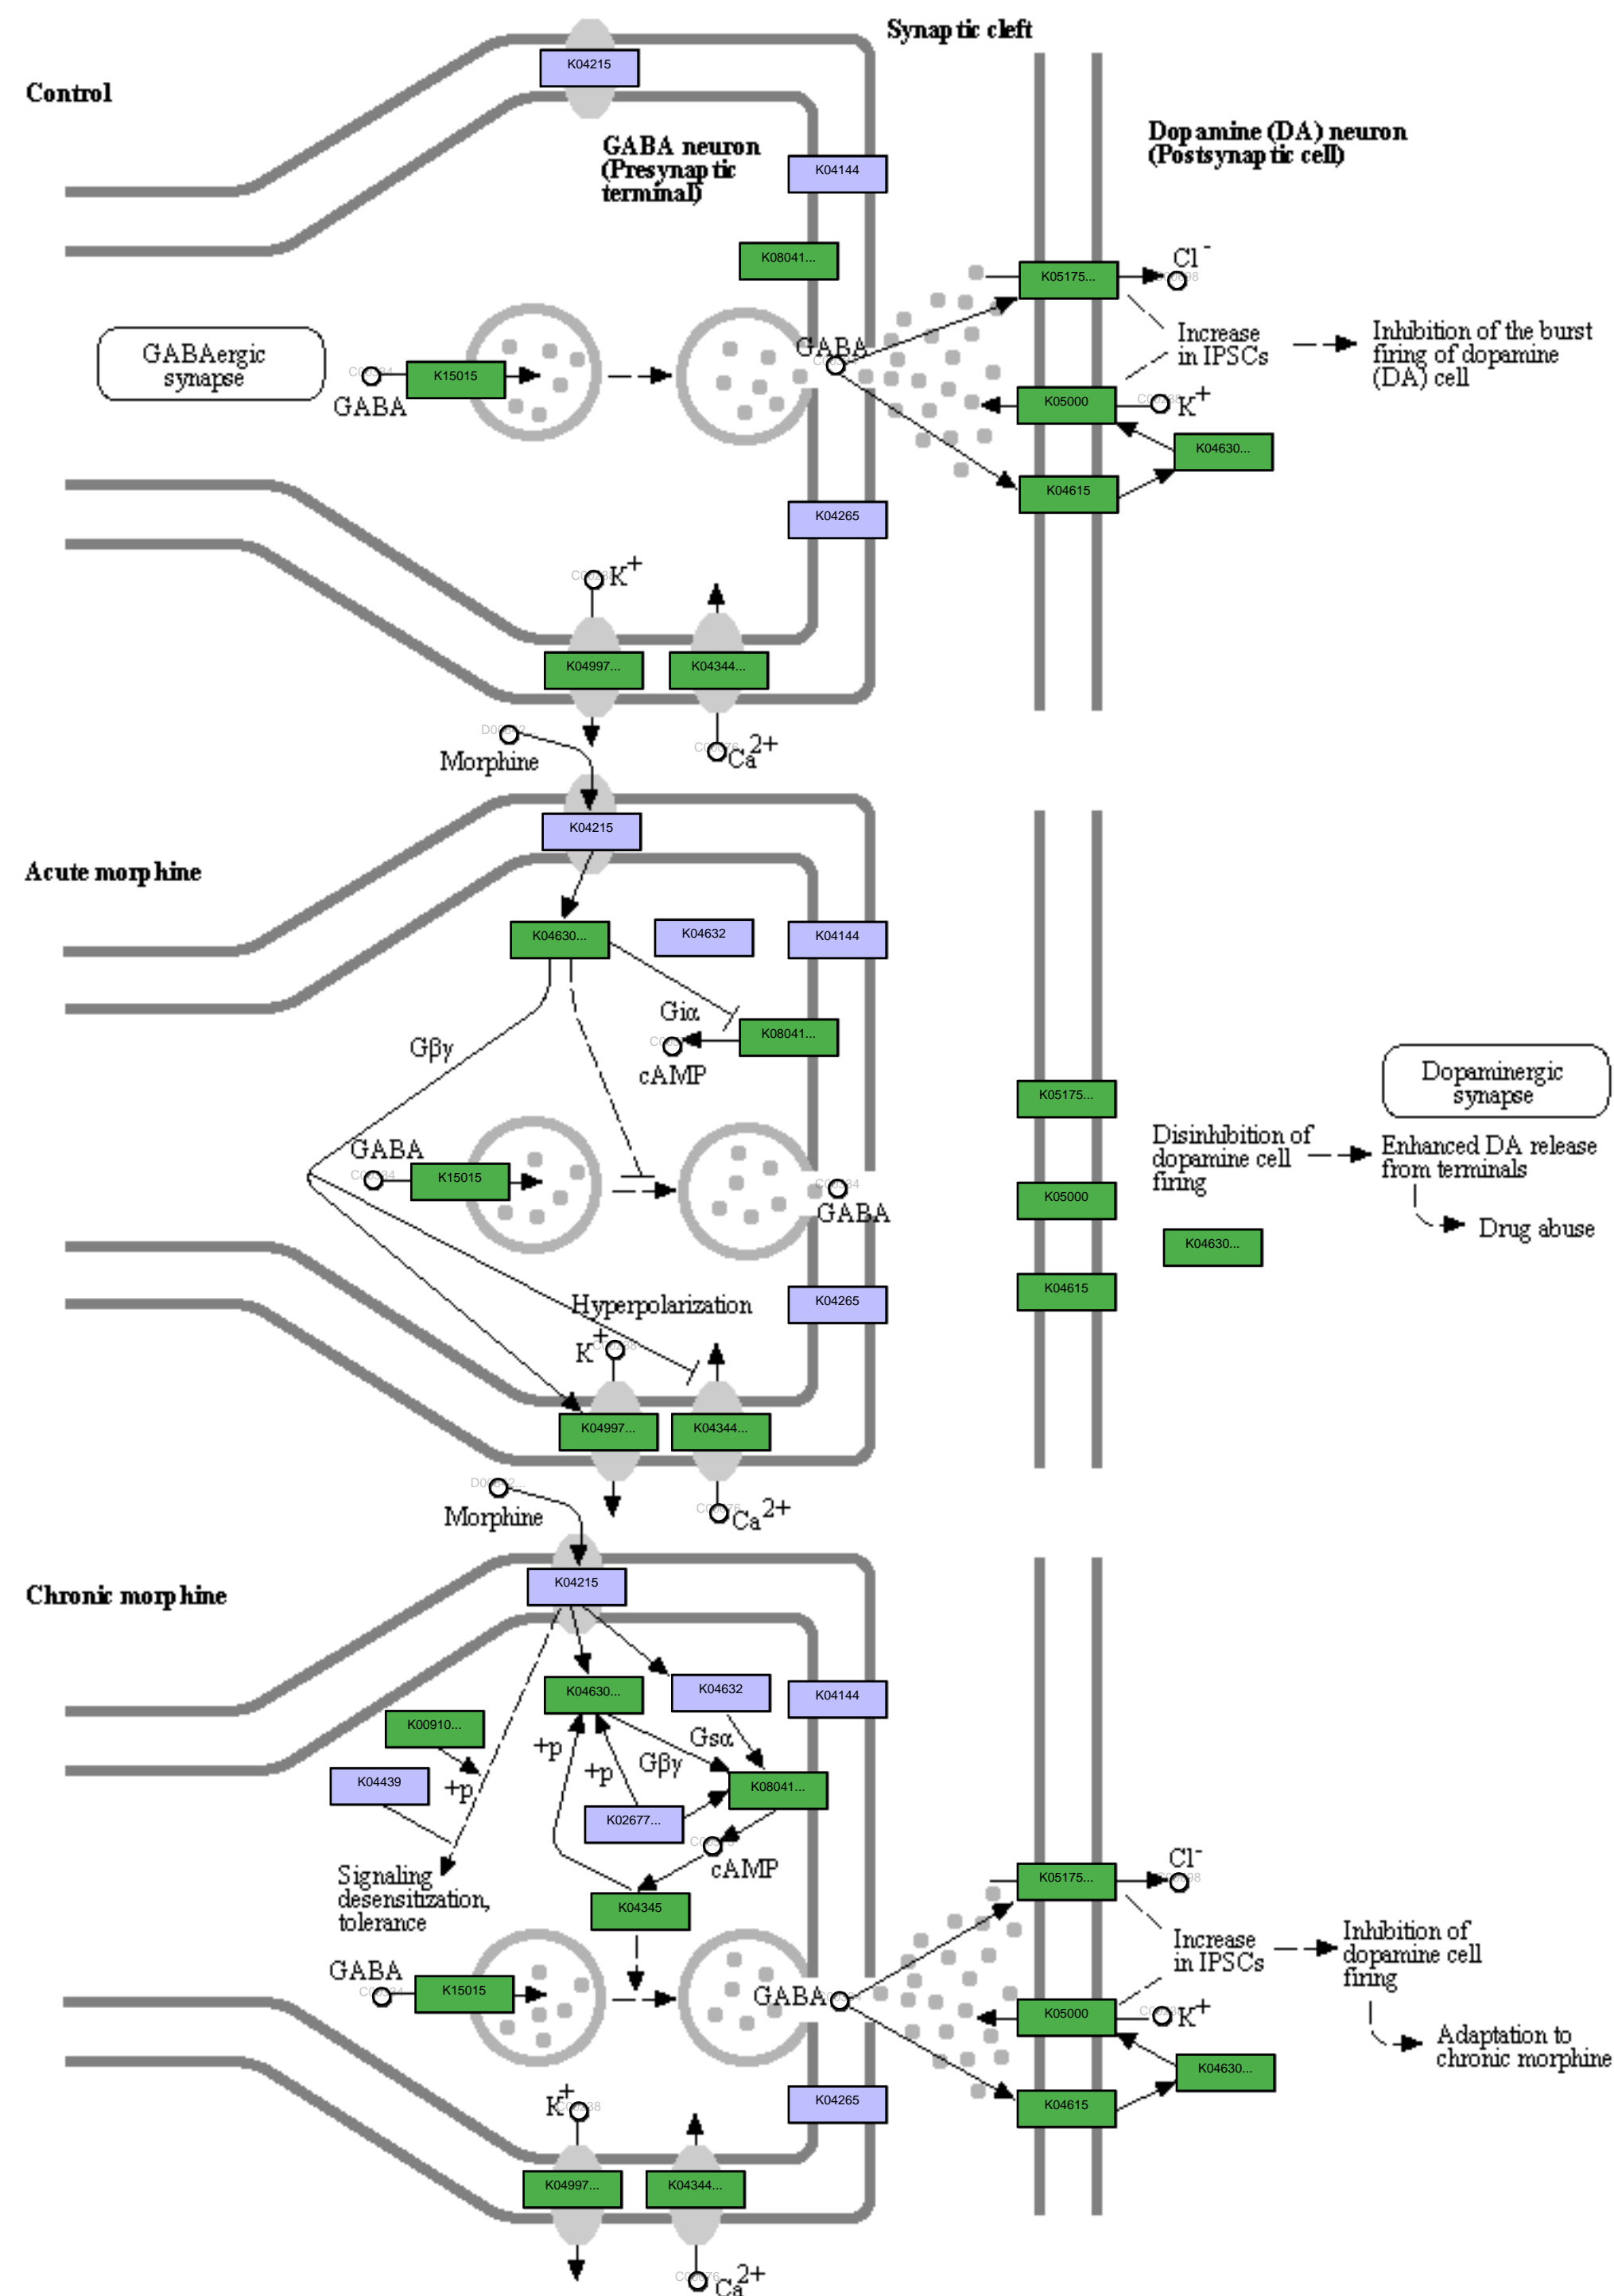 Synaptic cleft
K04215
Control
Dopamine (DA) neuron
(Postsynaptic cell)
GABA neuron
(Presynaptic
terminal)
K04144
K08041...
Cl⁻
K05175...
GABAergic
synapse
Increase
in IPSCs
Inhibition of the burst
firing of dopamine
(DA) cell
GABA
K15015
GABA
K05000
K⁺
K04630...
K04615
K04265
K⁺
K04997...
K04344...
Morphine
Ca²⁺
K04215
Acute morphine
K04630...
K04632
K04144
Giα
K08041...
Gβγ
cAMP
Dopaminergic
synapse
K05175...
Disinhibition of
dopamine cell
firing
Enhanced DA release
from terminals
GABA
K15015
GABA
K05000
Drug abuse
K04630...
K04615
Hyperpolarization
K04265
K⁺
K04997...
K04344...
Morphine
Ca²⁺
K04215
Chronic morphine
K04630...
K04632
K04144
K00910...
+p
+p
Gβγ
Gsα
K04439
+p
K08041...
K02677...
cAMP
Signaling
desensitization,
tolerance
K04345
Cl⁻
K05175...
Increase
in IPSCs
Inhibition of
dopamine cell
firing
GABA
K15015
GABA
K05000
K⁺
Adaptation to
chronic morphine
K04630...
K04615
K04265
K⁺
K04997...
K04344...
Ca²⁺